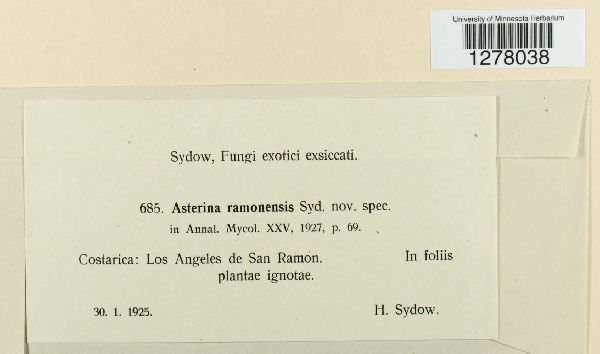 University of Minnesota Herbarium
1278038
Sydow, Fungi exotici exsiccati.
685. Asterina ramonensis Syd. nov. spec.
in Annal. Mycol. XXV, 1927, p. 69.
Costarica: Los Angeles de San Ramón. In foliis
plantae ignotae.
30. 1. 1925. H. Sydow.